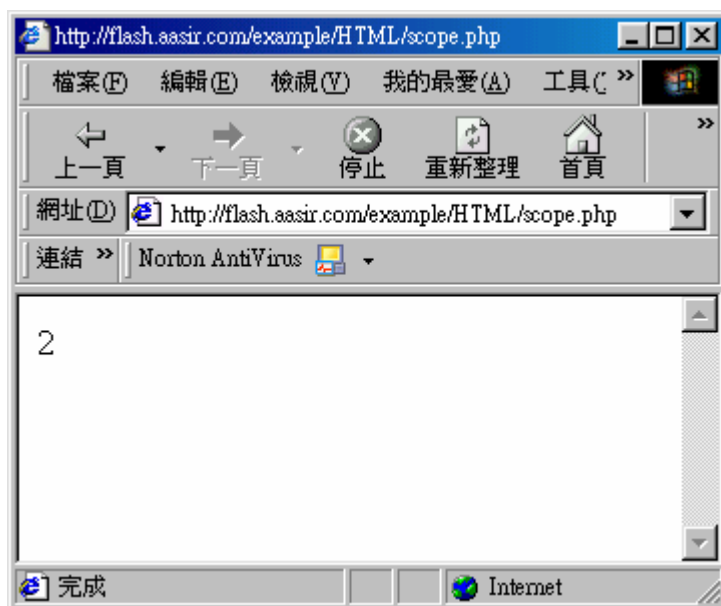 http://flash.aasir.com/example/HTML/scope.php
檔案(F) 編輯(E) 檢視(V) 我的最愛(A) 工具( »
上一頁 下一頁 停止 重新整理 首頁 »
網址(D) http://flash.aasir.com/example/HTML/scope.php
連結 » Norton AntiVirus
2
完成 Internet